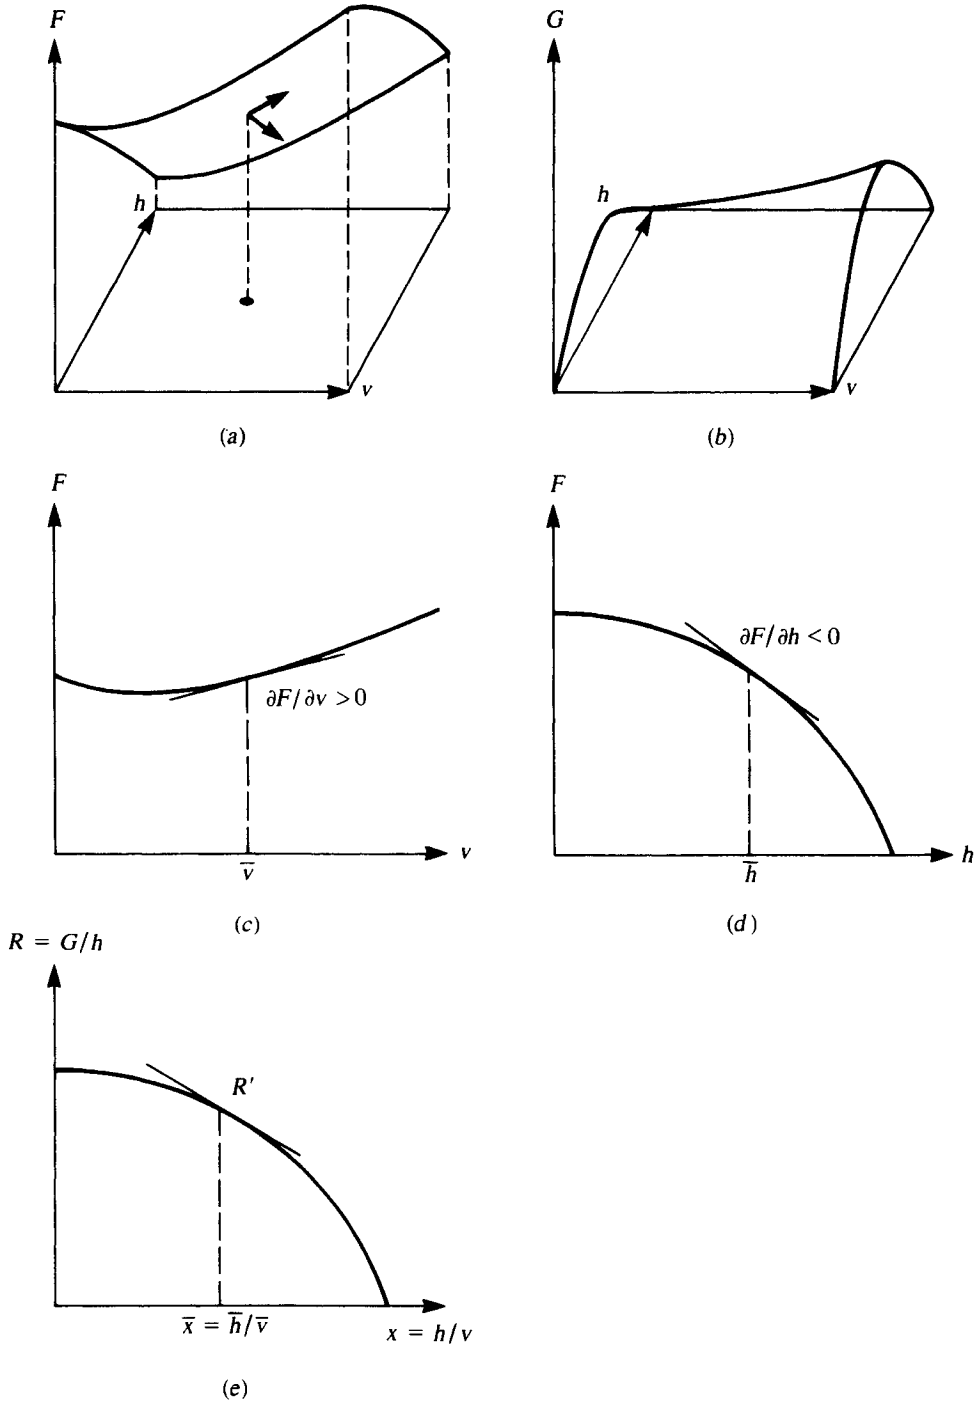 F
h
v
(a)
G
h
v
(b)
F
∂F/∂v > 0
v
v̅
(c)
F
∂F/∂h < 0
h
h̅
(d)
R = G/h
R'
x̅ = h̅/v̅
x = h/v
(e)